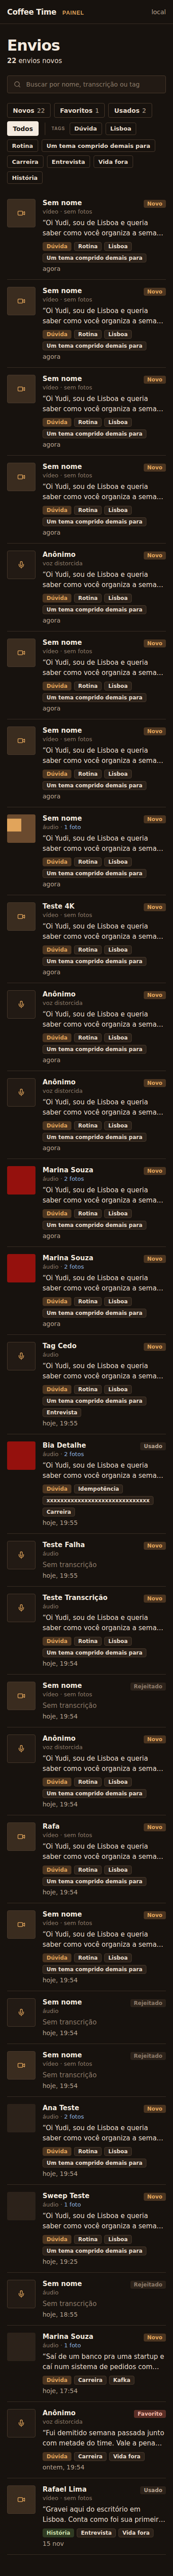 Coffee Time PAINEL local
Envios
22 envios novos
Buscar por nome, transcrição ou tag
Novos 22 Favoritos 1 Usados 2
Todos TAGS Dúvida Lisboa
Rotina Um tema comprido demais para
Carreira Entrevista Vida fora
História
Sem nome Novo
vídeo · sem fotos
“Oi Yudi, sou de Lisboa e queria
saber como você organiza a sema…
Dúvida Rotina Lisboa
Um tema comprido demais para
agora
Sem nome Novo
vídeo · sem fotos
“Oi Yudi, sou de Lisboa e queria
saber como você organiza a sema…
Dúvida Rotina Lisboa
Um tema comprido demais para
agora
Sem nome Novo
vídeo · sem fotos
“Oi Yudi, sou de Lisboa e queria
saber como você organiza a sema…
Dúvida Rotina Lisboa
Um tema comprido demais para
agora
Sem nome Novo
vídeo · sem fotos
“Oi Yudi, sou de Lisboa e queria
saber como você organiza a sema…
Dúvida Rotina Lisboa
Um tema comprido demais para
agora
Anônimo Novo
voz distorcida
“Oi Yudi, sou de Lisboa e queria
saber como você organiza a sema…
Dúvida Rotina Lisboa
Um tema comprido demais para
agora
Sem nome Novo
vídeo · sem fotos
“Oi Yudi, sou de Lisboa e queria
saber como você organiza a sema…
Dúvida Rotina Lisboa
Um tema comprido demais para
agora
Sem nome Novo
vídeo · sem fotos
“Oi Yudi, sou de Lisboa e queria
saber como você organiza a sema…
Dúvida Rotina Lisboa
Um tema comprido demais para
agora
Sem nome Novo
áudio · 1 foto
“Oi Yudi, sou de Lisboa e queria
saber como você organiza a sema…
Dúvida Rotina Lisboa
Um tema comprido demais para
agora
Teste 4K Novo
vídeo · sem fotos
“Oi Yudi, sou de Lisboa e queria
saber como você organiza a sema…
Dúvida Rotina Lisboa
Um tema comprido demais para
agora
Anônimo Novo
voz distorcida
“Oi Yudi, sou de Lisboa e queria
saber como você organiza a sema…
Dúvida Rotina Lisboa
Um tema comprido demais para
agora
Anônimo Novo
voz distorcida
“Oi Yudi, sou de Lisboa e queria
saber como você organiza a sema…
Dúvida Rotina Lisboa
Um tema comprido demais para
agora
Marina Souza Novo
áudio · 2 fotos
“Oi Yudi, sou de Lisboa e queria
saber como você organiza a sema…
Dúvida Rotina Lisboa
Um tema comprido demais para
agora
Marina Souza Novo
áudio · 2 fotos
“Oi Yudi, sou de Lisboa e queria
saber como você organiza a sema…
Dúvida Rotina Lisboa
Um tema comprido demais para
agora
Tag Cedo Novo
áudio
“Oi Yudi, sou de Lisboa e queria
saber como você organiza a sema…
Dúvida Rotina Lisboa
Um tema comprido demais para
Entrevista
hoje, 19:55
Bia Detalhe Usado
áudio · 2 fotos
“Oi Yudi, sou de Lisboa e queria
saber como você organiza a sema…
Dúvida Idempotência
Carreira
hoje, 19:55
Teste Falha Novo
áudio
Sem transcrição
hoje, 19:55
Teste Transcrição Novo
áudio
“Oi Yudi, sou de Lisboa e queria
saber como você organiza a sema…
Dúvida Rotina Lisboa
Um tema comprido demais para
hoje, 19:54
Sem nome Rejeitado
vídeo · sem fotos
Sem transcrição
hoje, 19:54
Anônimo Novo
voz distorcida
“Oi Yudi, sou de Lisboa e queria
saber como você organiza a sema…
Dúvida Rotina Lisboa
Um tema comprido demais para
hoje, 19:54
Rafa Novo
vídeo · sem fotos
“Oi Yudi, sou de Lisboa e queria
saber como você organiza a sema…
Dúvida Rotina Lisboa
Um tema comprido demais para
hoje, 19:54
Sem nome Novo
vídeo · sem fotos
“Oi Yudi, sou de Lisboa e queria
saber como você organiza a sema…
Dúvida Rotina Lisboa
Um tema comprido demais para
hoje, 19:54
Sem nome Rejeitado
áudio
Sem transcrição
hoje, 19:54
Sem nome Rejeitado
vídeo · sem fotos
Sem transcrição
hoje, 19:54
Ana Teste Novo
áudio · 2 fotos
“Oi Yudi, sou de Lisboa e queria
saber como você organiza a sema…
Dúvida Rotina Lisboa
Um tema comprido demais para
hoje, 19:54
Sweep Teste Novo
áudio · 1 foto
“Oi Yudi, sou de Lisboa e queria
saber como você organiza a sema…
Dúvida Rotina Lisboa
Um tema comprido demais para
hoje, 19:25
Sem nome Rejeitado
áudio
Sem transcrição
hoje, 18:55
Marina Souza Novo
áudio · 1 foto
“Saí de um banco pra uma startup e
caí num sistema de pedidos com…
Dúvida Carreira Kafka
hoje, 17:54
Anônimo Favorito
voz distorcida
“Fui demitido semana passada junto
com metade do time. Vale a pena…
Dúvida Carreira Vida fora
ontem, 19:54
Rafael Lima Usado
vídeo · sem fotos
“Gravei aqui do escritório em
Lisboa. Conta como foi sua primeir…
História Entrevista Vida fora
15 nov